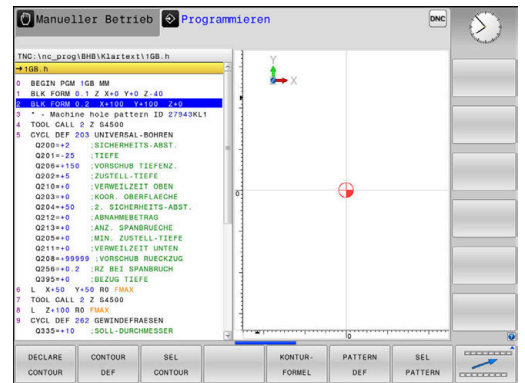 Manueller Betrieb
Programmieren
DNC
TNC:\nc_prog\BHB\Klartext\1GB.h
→1GB.h
0 BEGIN PGM 1GB MM
1 BLK FORM 0.1 Z X+0 Y+0 Z-40
2 BLK FORM 0.2 X+100 Y+100 Z+0
3 * - Machine hole pattern ID 27943KL1
4 TOOL CALL 2 Z S4500
5 CYCL DEF 203 UNIVERSAL-BOHREN
Q200=+2 ;SICHERHEITS-ABST.
Q201=-25 ;TIEFE
Q206=+150 ;VORSCHUB TIEFENZ.
Q202=+5 ;ZUSTELL-TIEFE
Q210=+0 ;VERWEILZEIT OBEN
Q203=+0 ;KOOR. OBERFLAECHE
Q204=+50 ;2. SICHERHEITS-ABST.
Q212=+0 ;ABNAHMEBETRAG
Q213=+0 ;ANZ. SPANBRUECHE
Q205=+0 ;MIN. ZUSTELL-TIEFE
Q211=+0 ;VERWEILZEIT UNTEN
Q208=+99999 ;VORSCHUB RUECKZUG
Q256=+0.2 ;RZ BEI SPANBRUCH
Q395=+0 ;BEZUG TIEFE
6 L X+50 Y+50 R0 FMAX
7 TOOL CALL 2 Z S4500
8 L Z+100 R0 FMAX
9 CYCL DEF 262 GEWINDEFRAESEN
Q335=+10 ;SOLL-DURCHMESSER
Y
X
0
0
DECLARE CONTOUR
CONTOUR DEF
SEL CONTOUR
KONTUR-FORMEL
PATTERN DEF
SEL PATTERN